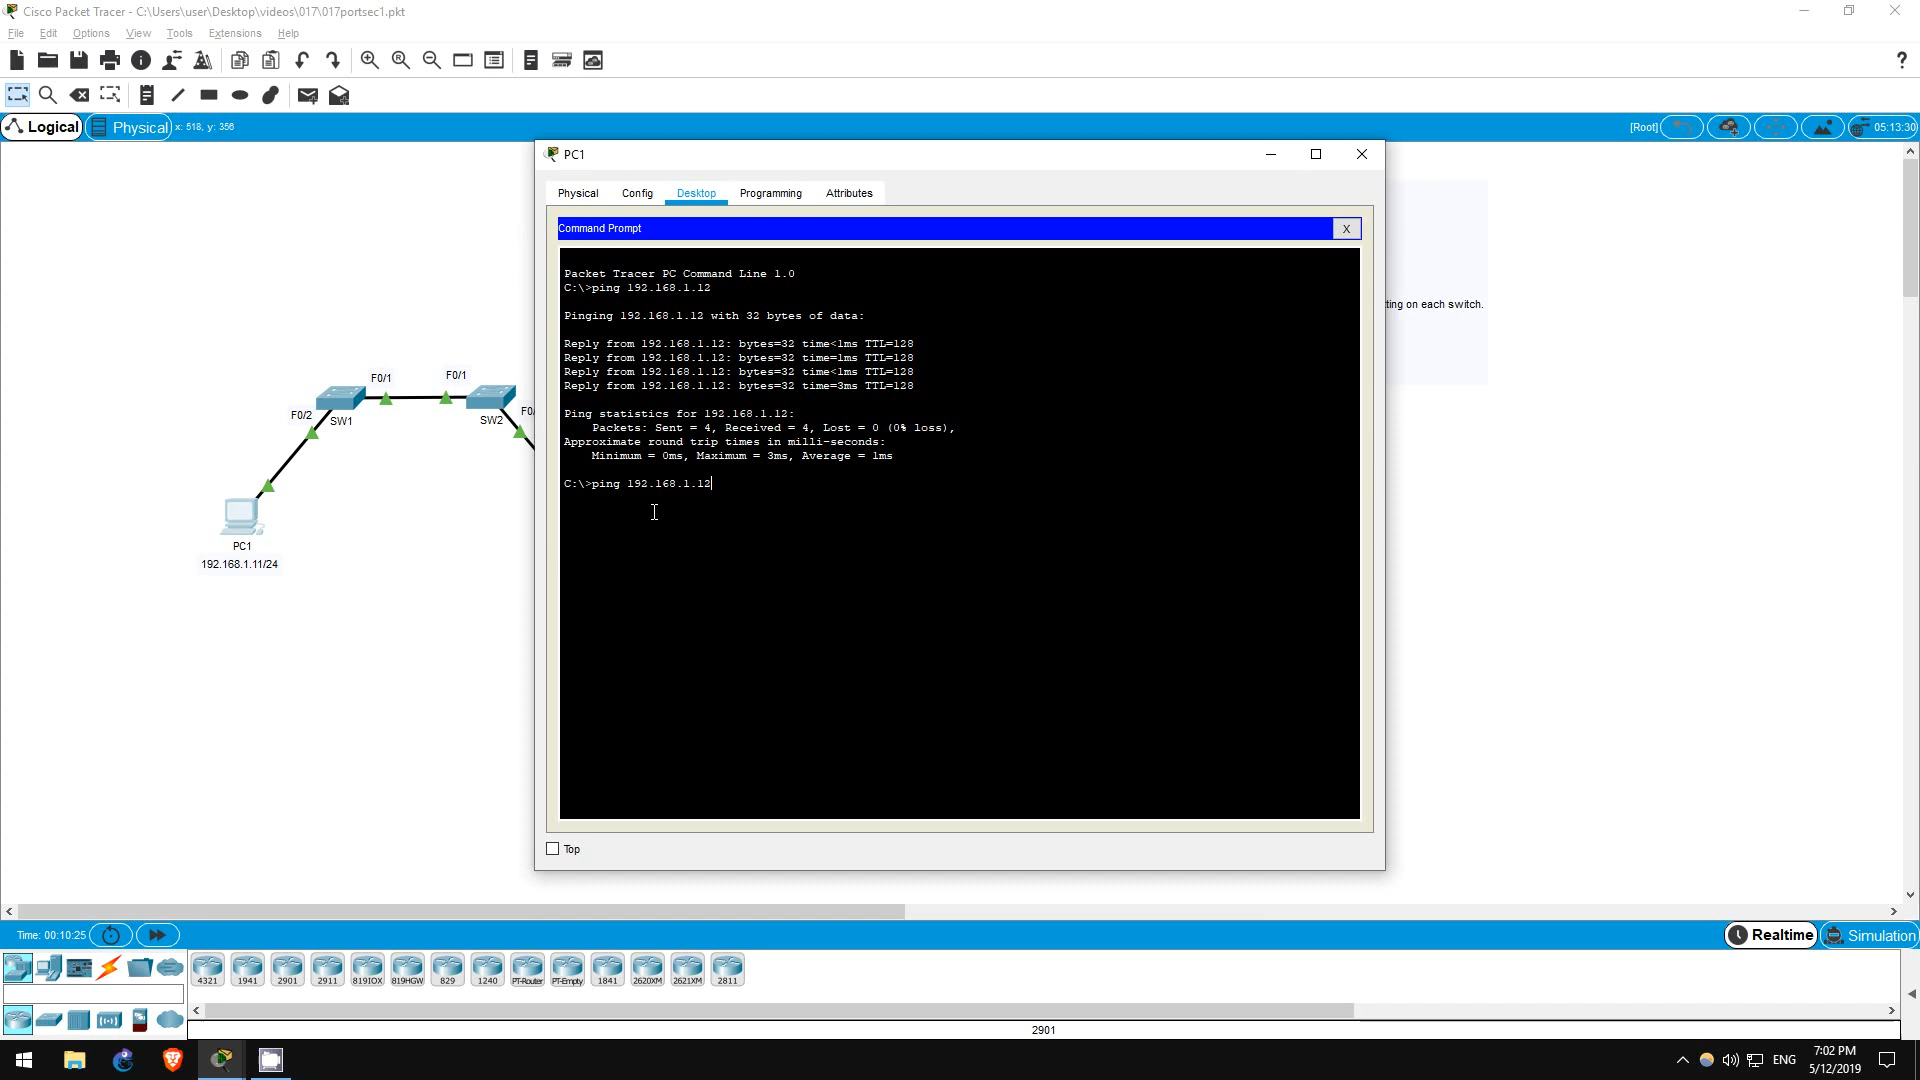 Cisco Packet Tracer - C:\Users\user\Desktop\videos\017\017portsec1.pkt
File Edit Options View Tools Extensions Help
Logical Physical x: 518, y: 356 [Root] 05:13:30
PC1
Physical Config Desktop Programming Attributes
Command Prompt X
Packet Tracer PC Command Line 1.0
C:\>ping 192.168.1.12
Pinging 192.168.1.12 with 32 bytes of data:
Reply from 192.168.1.12: bytes=32 time<1ms TTL=128
Reply from 192.168.1.12: bytes=32 time=1ms TTL=128
Reply from 192.168.1.12: bytes=32 time<1ms TTL=128
Reply from 192.168.1.12: bytes=32 time=3ms TTL=128
Ping statistics for 192.168.1.12:
Packets: Sent = 4, Received = 4, Lost = 0 (0% loss),
Approximate round trip times in milli-seconds:
Minimum = 0ms, Maximum = 3ms, Average = 1ms
C:\>ping 192.168.1.12
Top
ting on each switch.
F0/1 F0/1
F0/2 SW1 SW2 F0/
PC1
192.168.1.11/24
Time: 00:10:25 Realtime Simulation
4321 1941 2901 2911 819IOX 819HGW 829 1240 PT-Router PT-Empty 1841 2620XM 2621XM 2811
2901
ENG 7:02 PM
5/12/2019